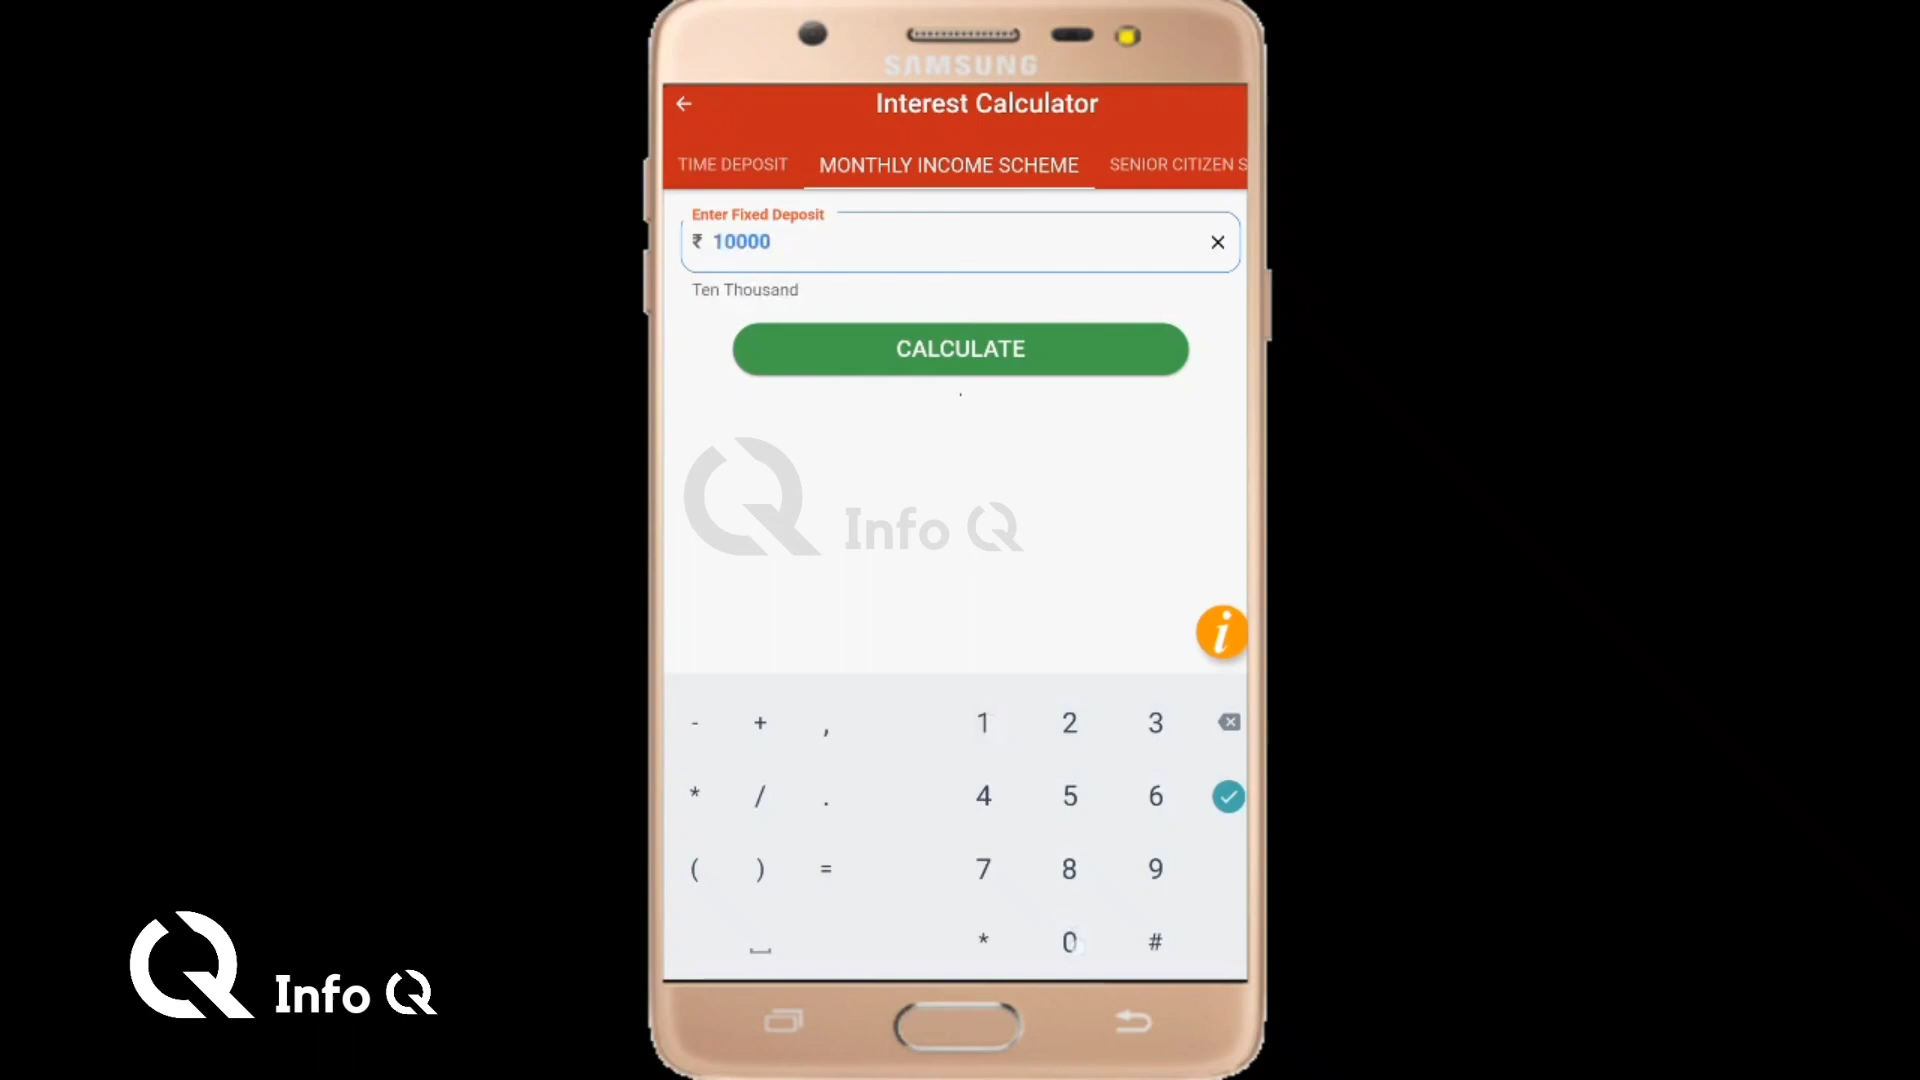 SAMSUNG
Interest Calculator
TIME DEPOSIT MONTHLY INCOME SCHEME SENIOR CITIZEN S
Enter Fixed Deposit
₹ 10000
Ten Thousand
CALCULATE
Info Q
i
- + , 1 2 3
* / . 4 5 6
( ) = 7 8 9
* 0 #
Info Q